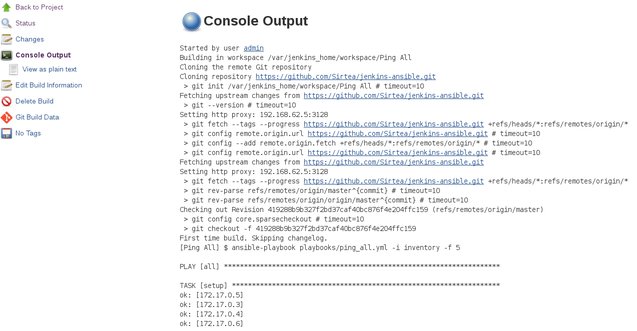 Back to Project
Status
Changes
Console Output
View as plain text
Edit Build Information
Delete Build
Git Build Data
No Tags
Console Output
Started by user admin
Building in workspace /var/jenkins_home/workspace/Ping All
Cloning the remote Git repository
Cloning repository https://github.com/Sirtea/jenkins-ansible.git
> git init /var/jenkins_home/workspace/Ping All # timeout=10
Fetching upstream changes from https://github.com/Sirtea/jenkins-ansible.git
> git --version # timeout=10
Setting http proxy: 192.168.62.5:3128
> git fetch --tags --progress https://github.com/Sirtea/jenkins-ansible.git +refs/heads/*:refs/remotes/origin/*
> git config remote.origin.url https://github.com/Sirtea/jenkins-ansible.git # timeout=10
> git config --add remote.origin.fetch +refs/heads/*:refs/remotes/origin/* # timeout=10
> git config remote.origin.url https://github.com/Sirtea/jenkins-ansible.git # timeout=10
Fetching upstream changes from https://github.com/Sirtea/jenkins-ansible.git
Setting http proxy: 192.168.62.5:3128
> git fetch --tags --progress https://github.com/Sirtea/jenkins-ansible.git +refs/heads/*:refs/remotes/origin/*
> git rev-parse refs/remotes/origin/master^{commit} # timeout=10
> git rev-parse refs/remotes/origin/origin/master^{commit} # timeout=10
Checking out Revision 419288b9b327f2bd37caf40bc876f4e204ffc159 (refs/remotes/origin/master)
> git config core.sparsecheckout # timeout=10
> git checkout -f 419288b9b327f2bd37caf40bc876f4e204ffc159
First time build. Skipping changelog.
[Ping All] $ ansible-playbook playbooks/ping_all.yml -i inventory -f 5
PLAY [all] *********************************************************************
TASK [setup] *******************************************************************
ok: [172.17.0.5]
ok: [172.17.0.3]
ok: [172.17.0.4]
ok: [172.17.0.6]